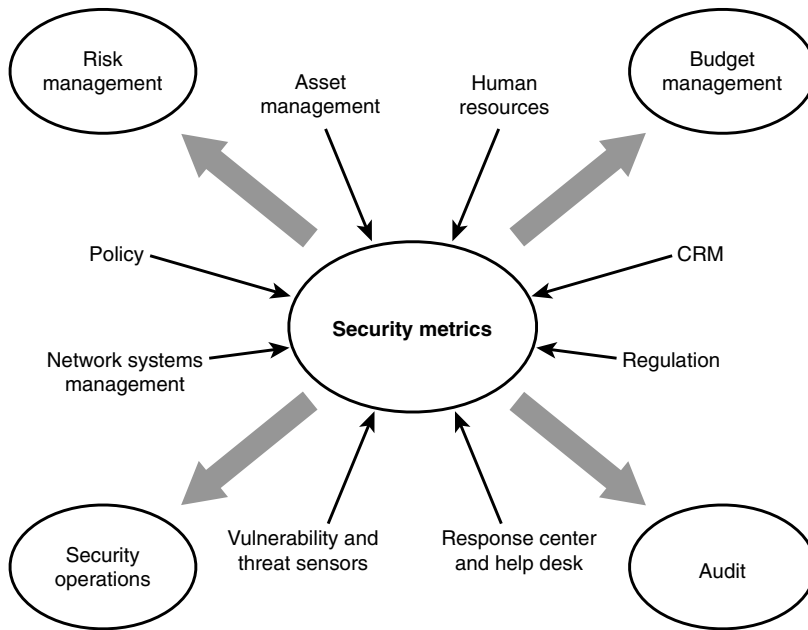 Risk
management
Asset
management
Human
resources
Budget
management
Policy
CRM
Security metrics
Network systems
management
Regulation
Security
operations
Vulnerability and
threat sensors
Response center
and help desk
Audit